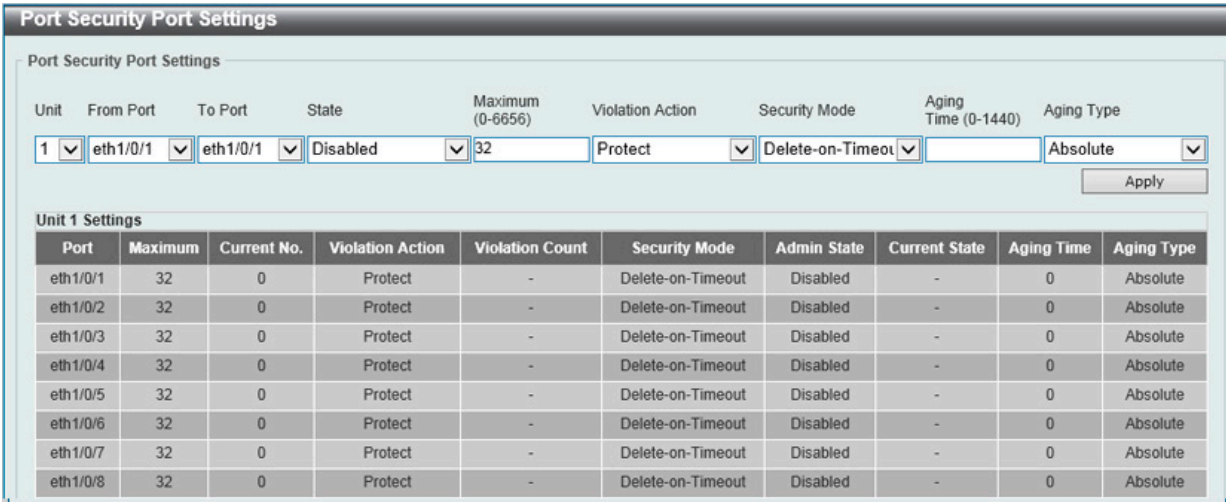 Port Security Port Settings
Port Security Port Settings
Unit From Port To Port State Maximum (0-6656) Violation Action Security Mode Aging Time (0-1440) Aging Type
1 eth1/0/1 eth1/0/1 Disabled 32 Protect Delete-on-Timeou Absolute
Apply
Unit 1 Settings
Port Maximum Current No. Violation Action Violation Count Security Mode Admin State Current State Aging Time Aging Type
eth1/0/1 32 0 Protect - Delete-on-Timeout Disabled - 0 Absolute
eth1/0/2 32 0 Protect - Delete-on-Timeout Disabled - 0 Absolute
eth1/0/3 32 0 Protect - Delete-on-Timeout Disabled - 0 Absolute
eth1/0/4 32 0 Protect - Delete-on-Timeout Disabled - 0 Absolute
eth1/0/5 32 0 Protect - Delete-on-Timeout Disabled - 0 Absolute
eth1/0/6 32 0 Protect - Delete-on-Timeout Disabled - 0 Absolute
eth1/0/7 32 0 Protect - Delete-on-Timeout Disabled - 0 Absolute
eth1/0/8 32 0 Protect - Delete-on-Timeout Disabled - 0 Absolute